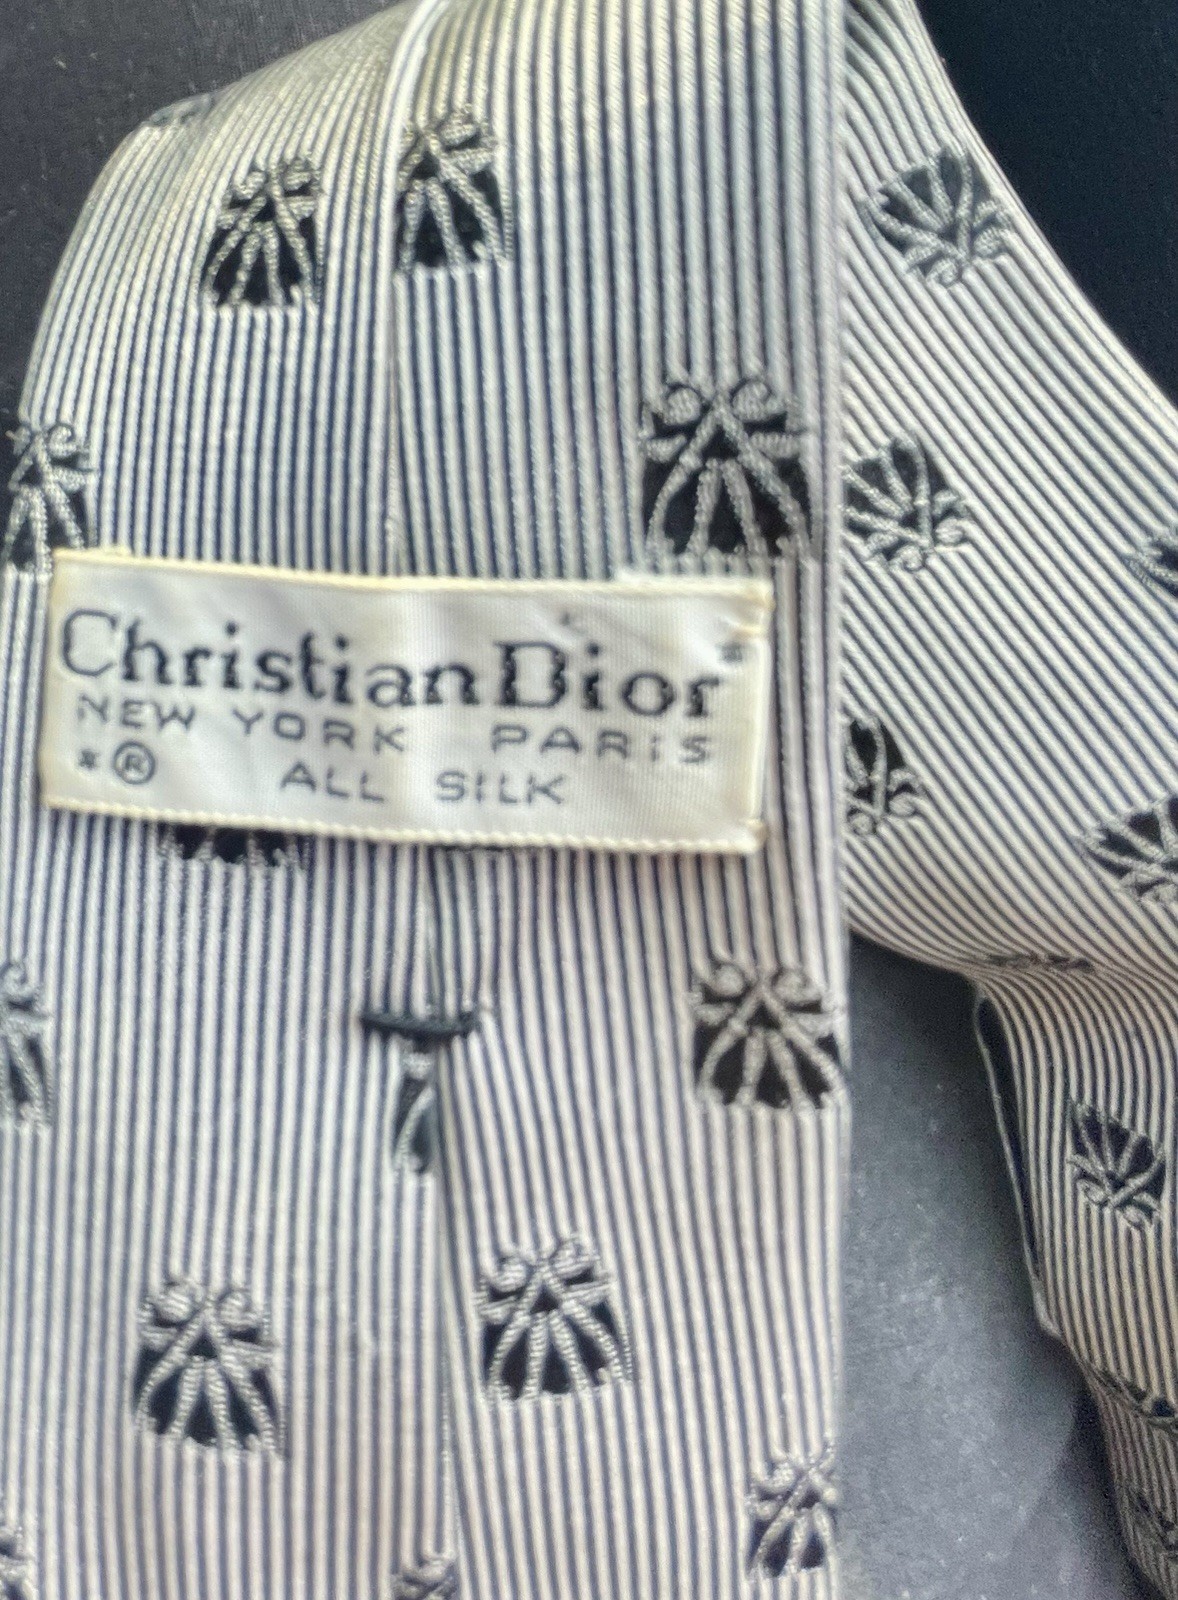 Christian Dior*
NEW YORK PARIS
*® ALL SILK